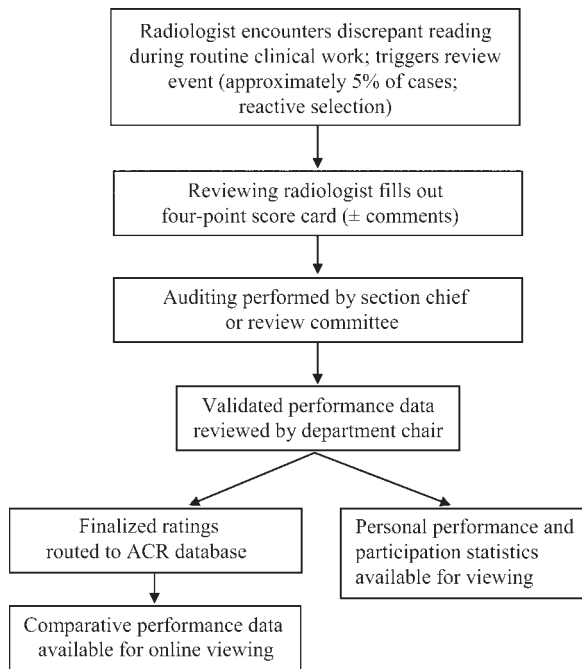 Radiologist encounters discrepant reading
during routine clinical work; triggers review
event (approximately 5% of cases;
reactive selection)
Reviewing radiologist fills out
four-point score card (± comments)
Auditing performed by section chief
or review committee
Validated performance data
reviewed by department chair
Finalized ratings
routed to ACR database
Personal performance and
participation statistics
available for viewing
Comparative performance data
available for online viewing